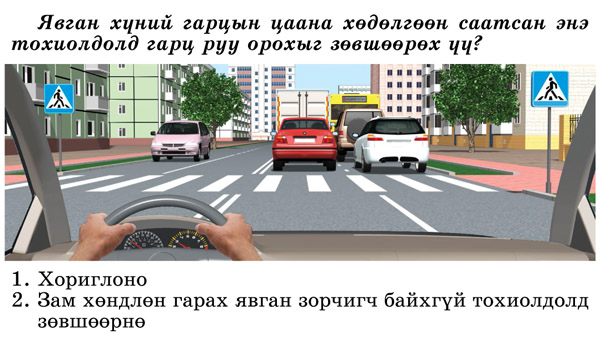 Явган хүний гарцын цаана хөдөлгөөн саатсан энэ
тохиолдолд гарц руу орохыг зөвшөөрөх үү?
1. Хориглоно
2. Зам хөндлөн гарах явган зорчигч байхгүй тохиолдолд
зөвшөөрнө